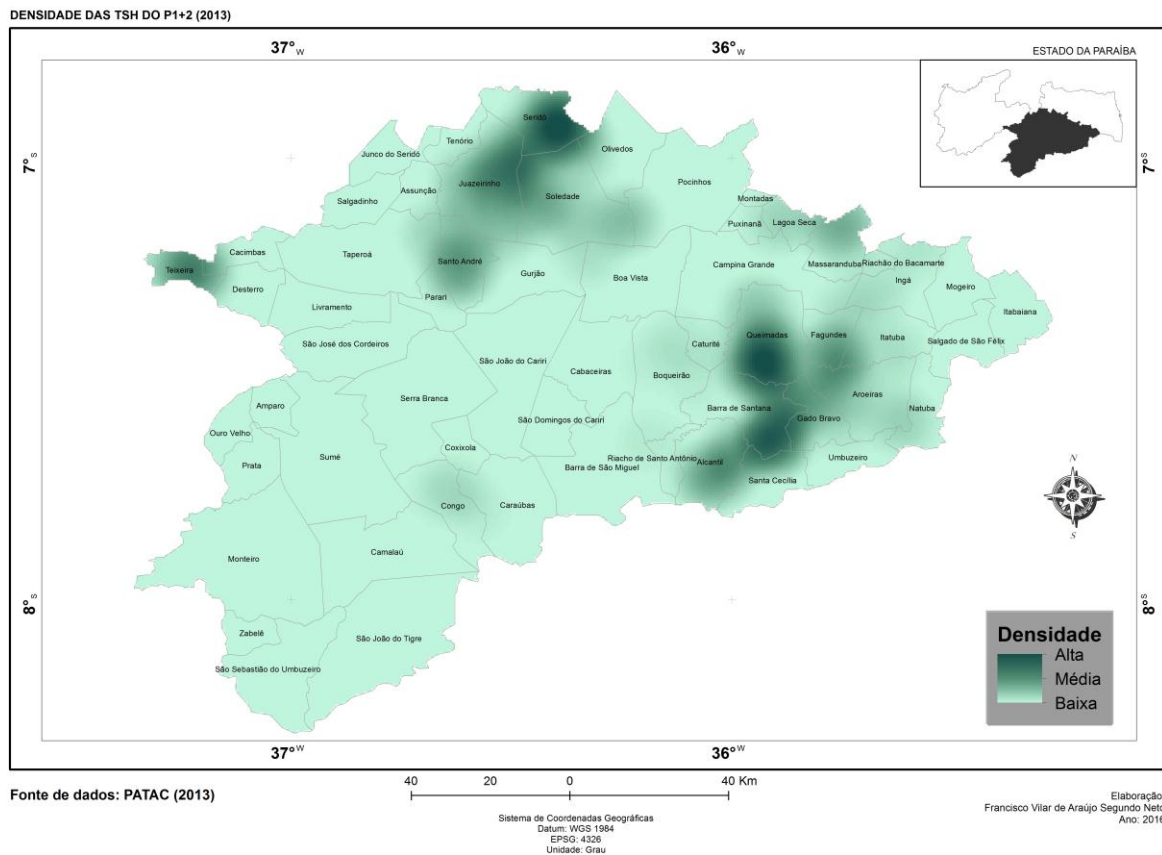 DENSIDADE DAS TSH DO P1+2 (2013)
37°W
36°W
ESTADO DA PARAÍBA
7°S
7°S
Seridó
Tenório
Olivedos
Junco do Seridó
Juazeirinho
Pocinhos
Assunção
Soledade
Salgadinho
Montadas
Puxinanã
Lagoa Seca
Cacimbas
Taperoá
Santo André
Teixeira
Gurjão
Boa Vista
Campina Grande
Massaranduba
Riachão do Bacamarte
Ingá
Mogeiro
Desterro
Livramento
Parari
Itabaiana
São José dos Cordeiros
Caturité
Queimadas
Fagundes
Itatuba
Salgado de São Félix
São João do Cariri
Cabaceiras
Boqueirão
Serra Branca
Aroeiras
Amparo
Barra de Santana
Natuba
Gado Bravo
São Domingos do Cariri
Ouro Velho
Coxixola
Prata
Sumé
Riacho de Santo Antônio
Alcantil
Umbuzeiro
Barra de São Miguel
Santa Cecília
Congo
Caraúbas
N
S
Monteiro
Camalaú
8°S
8°S
Zabelê
São João do Tigre
São Sebastião do Umbuzeiro
Densidade
Alta
Média
Baixa
37°W
36°W
40 20 0 40 Km
Fonte de dados: PATAC (2013)
Sistema de Coordenadas Geográficas
Datum: WGS 1984
EPSG: 4326
Unidade: Grau
Elaboração
Francisco Vilar de Araújo Segundo Neto
Ano: 2016